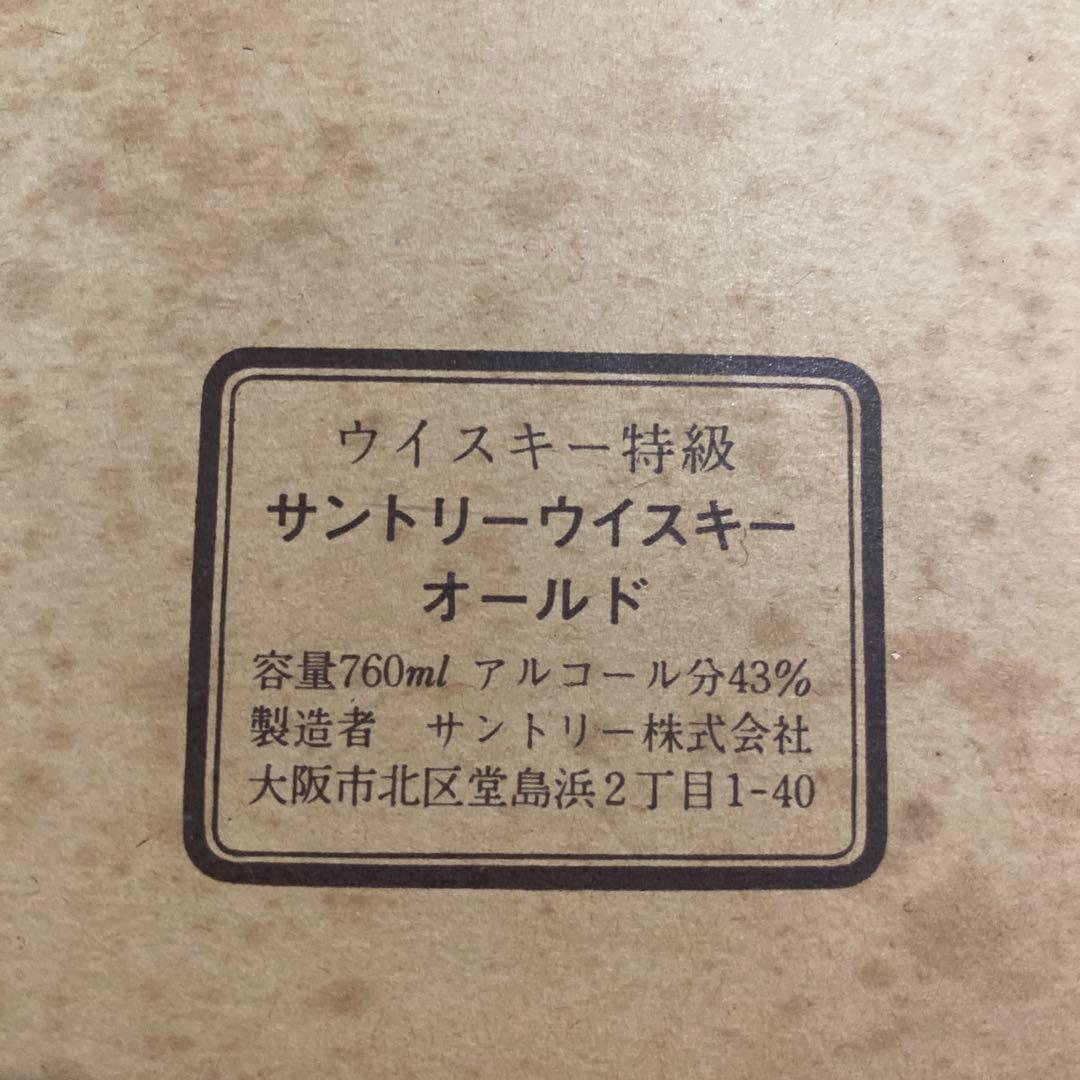 ウイスキー特級
サントリーウイスキー
オールド
容量760ml アルコール分43%
製造者 サントリー株式会社
大阪市北区堂島浜2丁目1-40